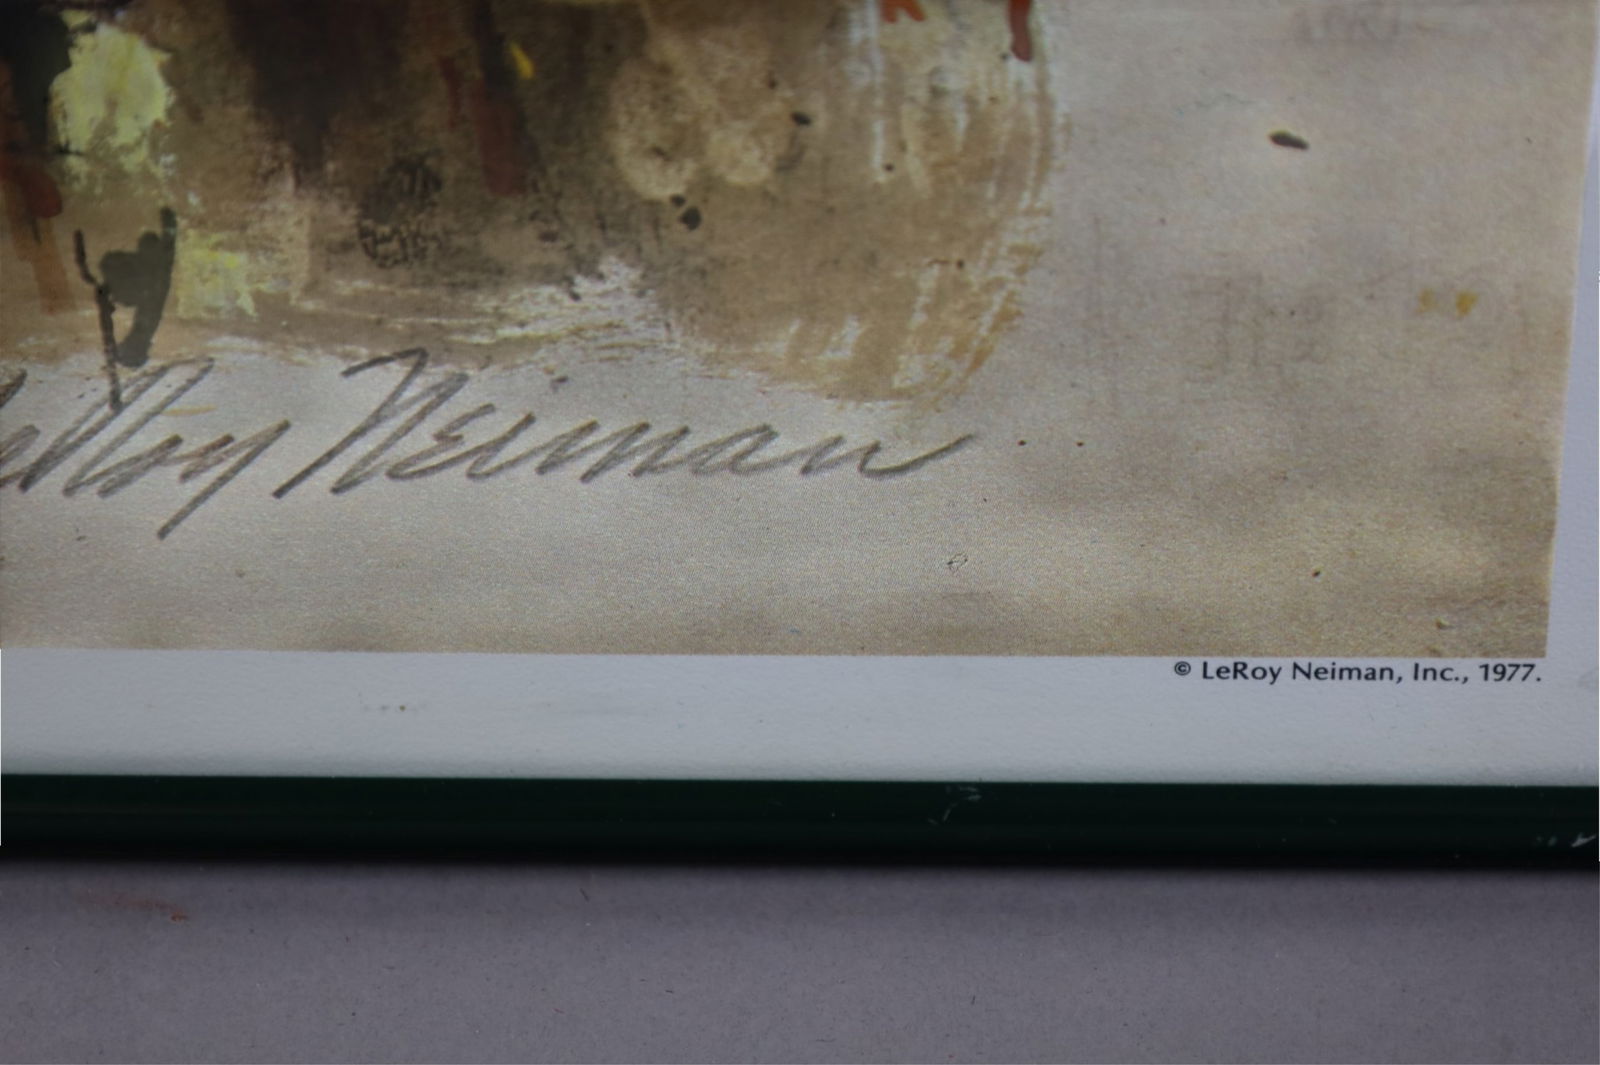 LeRoy Neiman
© LeRoy Neiman, Inc., 1977.